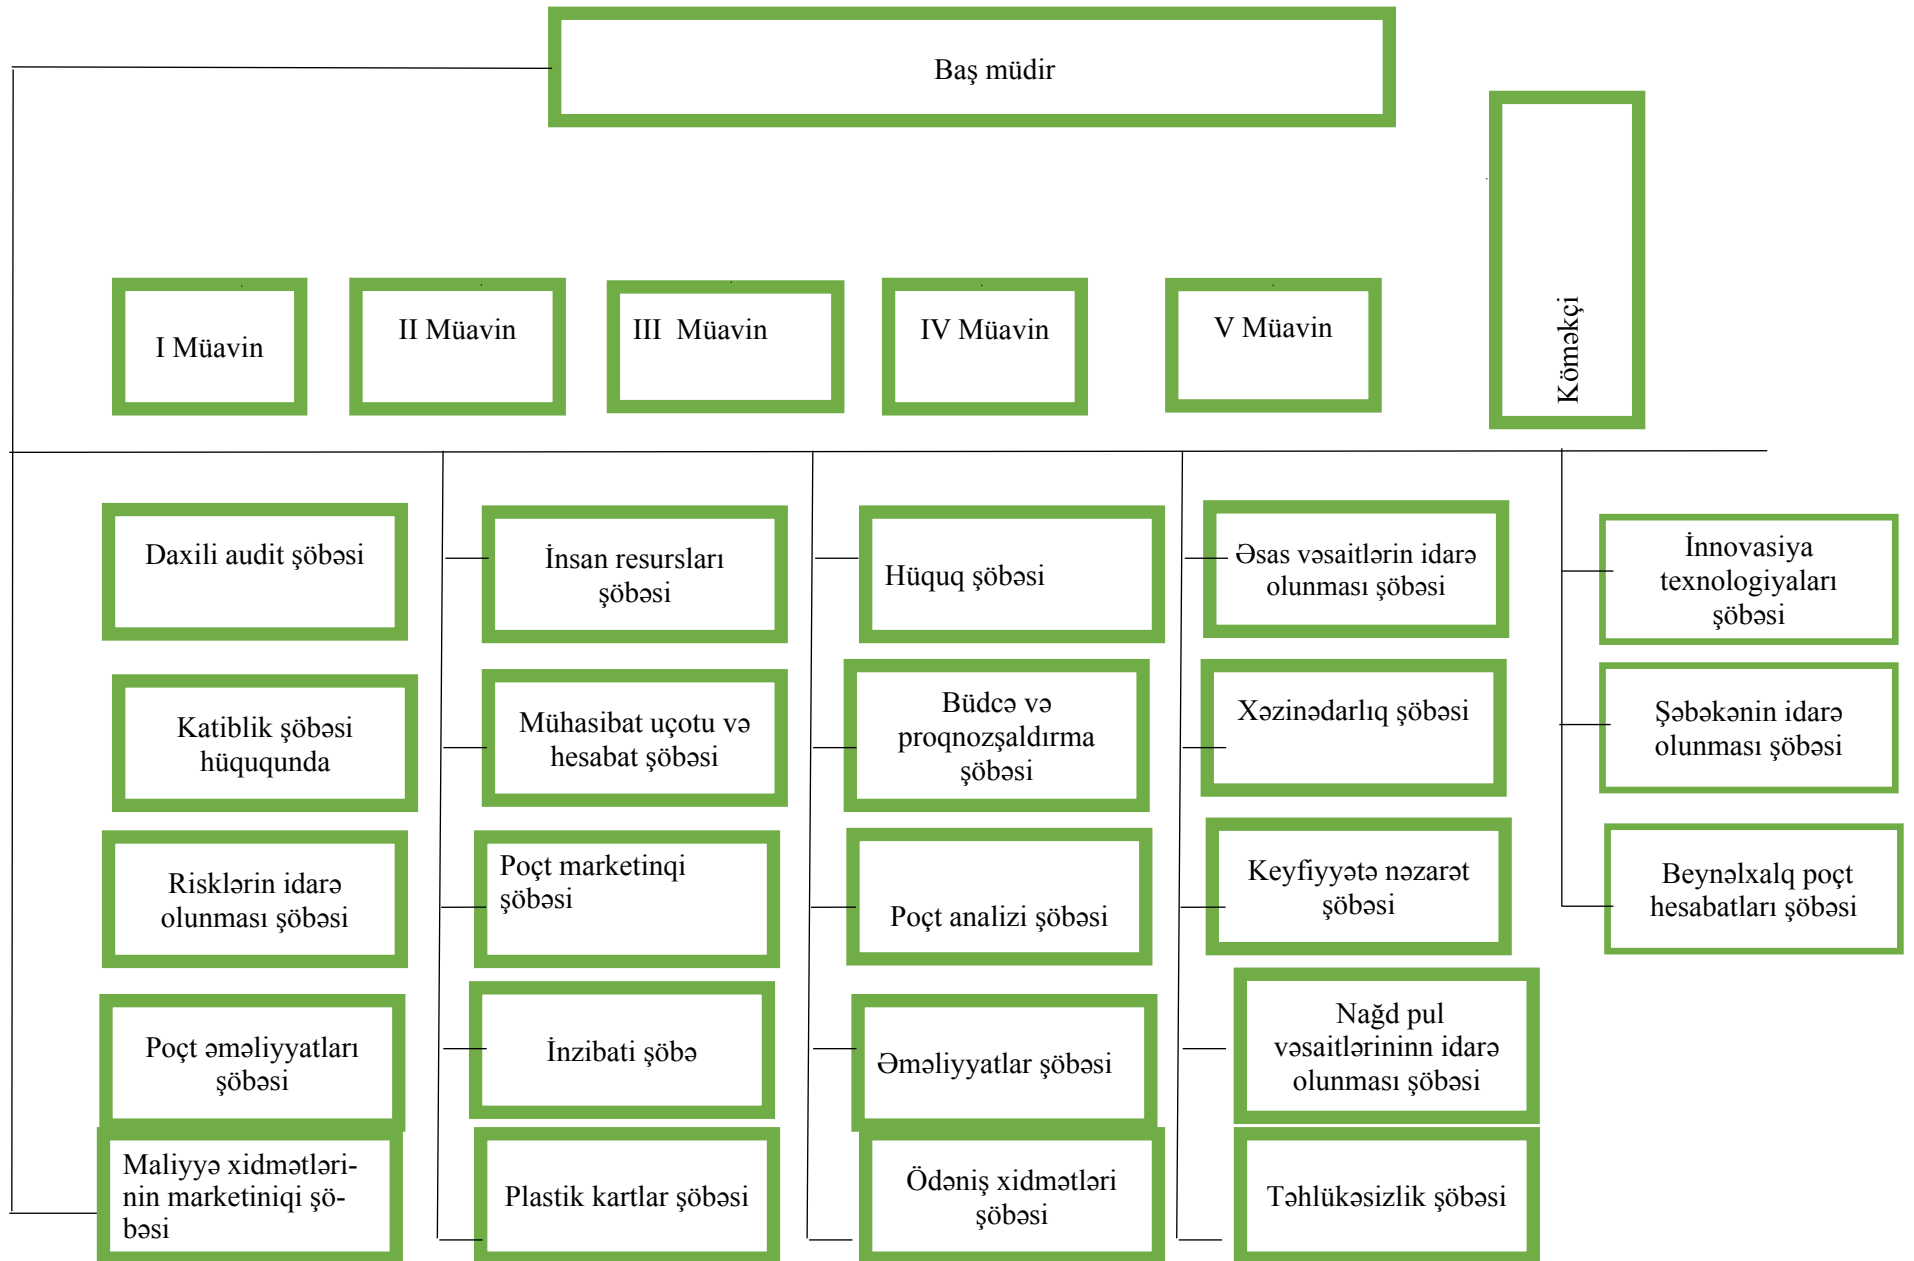 Baş müdir
Köməkçi
I Müavin
II Müavin
III  Müavin
IV Müavin
V Müavin
Daxili audit şöbəsi
İnsan resursları
şöbəsi
Hüquq şöbəsi
Əsas vəsaitlərin idarə
olunması şöbəsi
İnnovasiya
texnologiyaları
şöbəsi
Katiblik şöbəsi
hüququnda
Mühasibat uçotu və
hesabat şöbəsi
Büdcə və
proqnozşaldırma
şöbəsi
Xəzinədarlıq şöbəsi
Şəbəkənin idarə
olunması şöbəsi
Risklərin idarə
olunması şöbəsi
Poçt marketinqi
şöbəsi
Poçt analizi şöbəsi
Keyfiyyətə nəzarət
şöbəsi
Beynəlxalq poçt
hesabatları şöbəsi
Poçt əməliyyatları
şöbəsi
İnzibati şöbə
Əməliyyatlar şöbəsi
Nağd pul
vəsaitlərininn idarə
olunması şöbəsi
Maliyyə xidmətləri-
nin marketiniqi şö-
bəsi
Plastik kartlar şöbəsi
Ödəniş xidmətləri
şöbəsi
Təhlükəsizlik şöbəsi